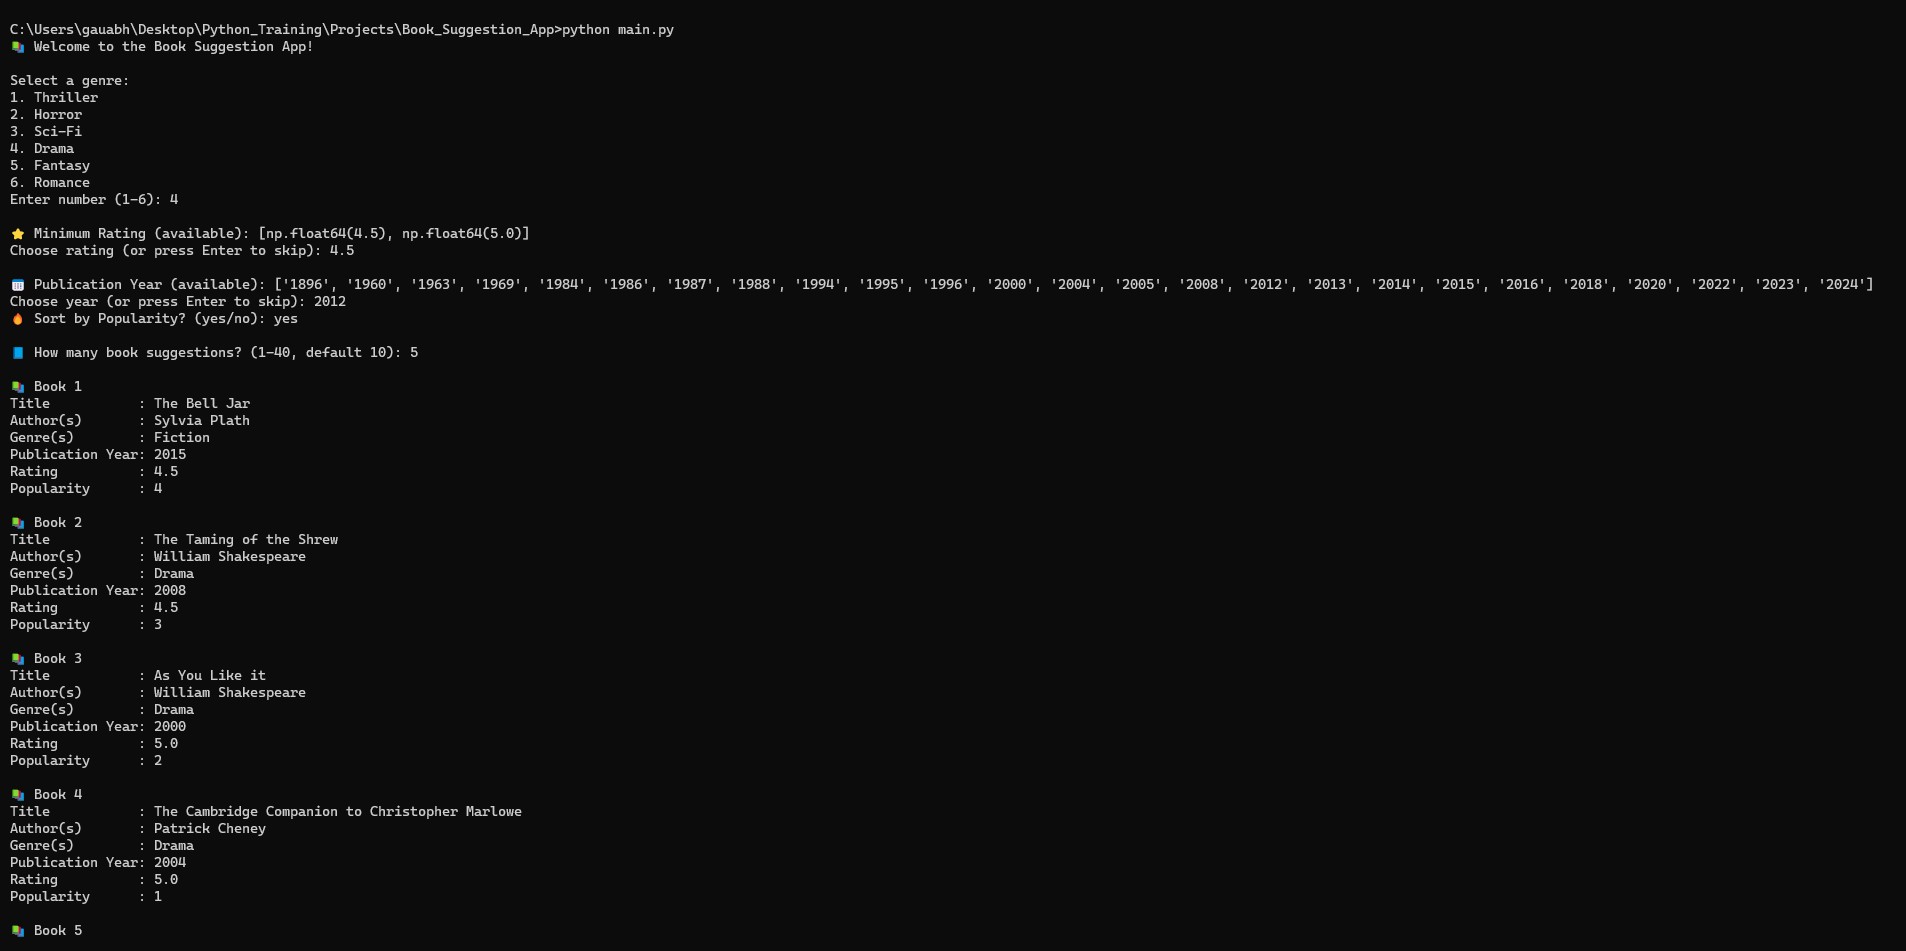 C:\Users\gauabh\Desktop\Python_Training\Projects\Book_Suggestion_App>python main.py
📚 Welcome to the Book Suggestion App!
Select a genre:
1. Thriller
2. Horror
3. Sci-Fi
4. Drama
5. Fantasy
6. Romance
Enter number (1-6): 4
⭐ Minimum Rating (available): [np.float64(4.5), np.float64(5.0)]
Choose rating (or press Enter to skip): 4.5
📅 Publication Year (available): ['1896', '1960', '1963', '1969', '1984', '1986', '1987', '1988', '1994', '1995', '1996', '2000', '2004', '2005', '2008', '2012', '2013', '2014', '2015', '2016', '2018', '2020', '2022', '2023', '2024']
Choose year (or press Enter to skip): 2012
🔥 Sort by Popularity? (yes/no): yes
📘 How many book suggestions? (1-40, default 10): 5
📚 Book 1
Title           : The Bell Jar
Author(s)       : Sylvia Plath
Genre(s)        : Fiction
Publication Year: 2015
Rating          : 4.5
Popularity      : 4
📚 Book 2
Title           : The Taming of the Shrew
Author(s)       : William Shakespeare
Genre(s)        : Drama
Publication Year: 2008
Rating          : 4.5
Popularity      : 3
📚 Book 3
Title           : As You Like it
Author(s)       : William Shakespeare
Genre(s)        : Drama
Publication Year: 2000
Rating          : 5.0
Popularity      : 2
📚 Book 4
Title           : The Cambridge Companion to Christopher Marlowe
Author(s)       : Patrick Cheney
Genre(s)        : Drama
Publication Year: 2004
Rating          : 5.0
Popularity      : 1
📚 Book 5